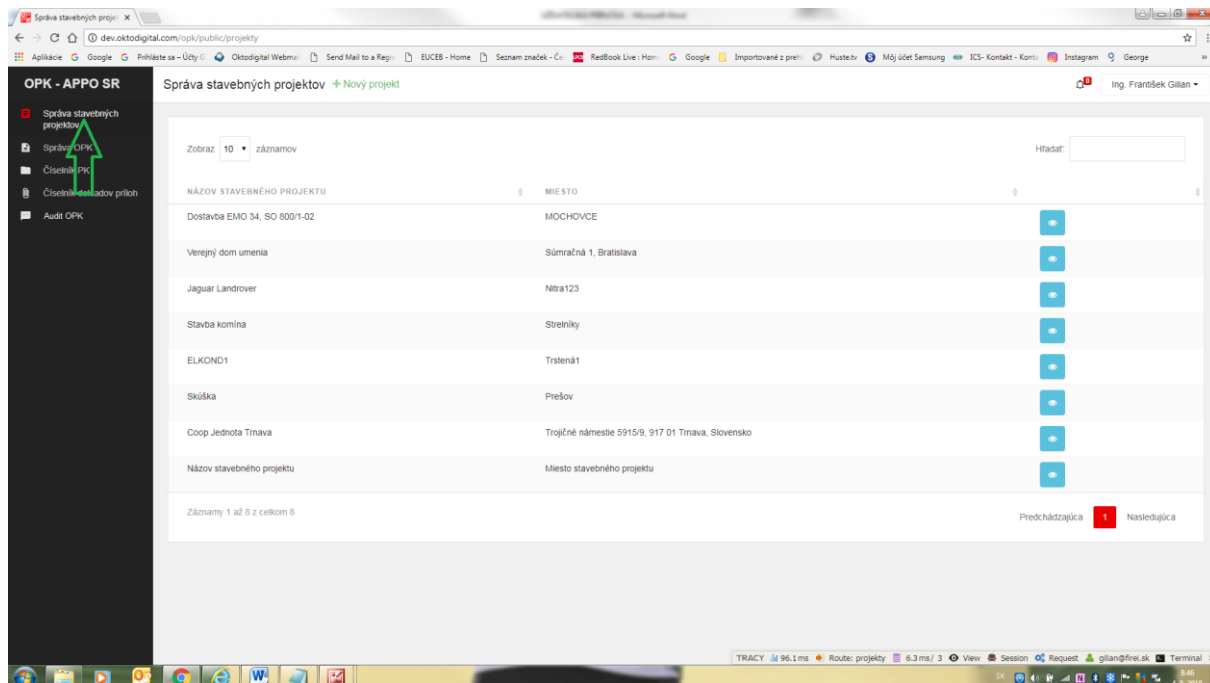 Správa stavebných proje
dev.oktodigital.com/opk/public/projekty
Aplikácie Google Prihláste sa – Účty G Oktodigital Webmai Send Mail to a Regi EUCEB - Home Seznam značek - Če RedBook Live : Hom Google Importované z prehl Huste.tv Môj účet Samsung ICS- Kontakt - Konta Instagram George
OPK - APPO SR Správa stavebných projektov + Nový projekt 0 Ing. František Gilian
Správa stavebných
projektov
Správa OPK
Číselník PK
Číselník dokladov príloh
Audit OPK
Zobraz 10 záznamov Hľadať:
NÁZOV STAVEBNÉHO PROJEKTU MIESTO
Dostavba EMO 34, SO 800/1-02 MOCHOVCE
Verejný dom umenia Súmračná 1, Bratislava
Jaguar Landrover Nitra123
Stavba komína Strelníky
ELKOND1 Trstená1
Skúška Prešov
Coop Jednota Trnava Trojičné námestie 5915/9, 917 01 Trnava, Slovensko
Názov stavebného projektu Miesto stavebného projektu
Záznamy 1 až 8 z celkom 8 Predchádzajúca 1 Nasledujúca
TRACY 96.1 ms Route: projekty 6.3 ms / 3 View Session Request gilian@firei.sk Terminal
SK 8:46